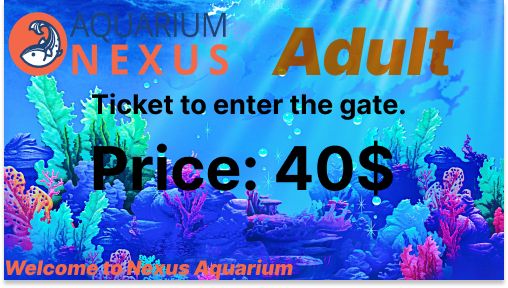 AQUARIUM
NEXUS
Adult
Ticket to enter the gate.
Price: 40$
Welcome to Nexus Aquarium